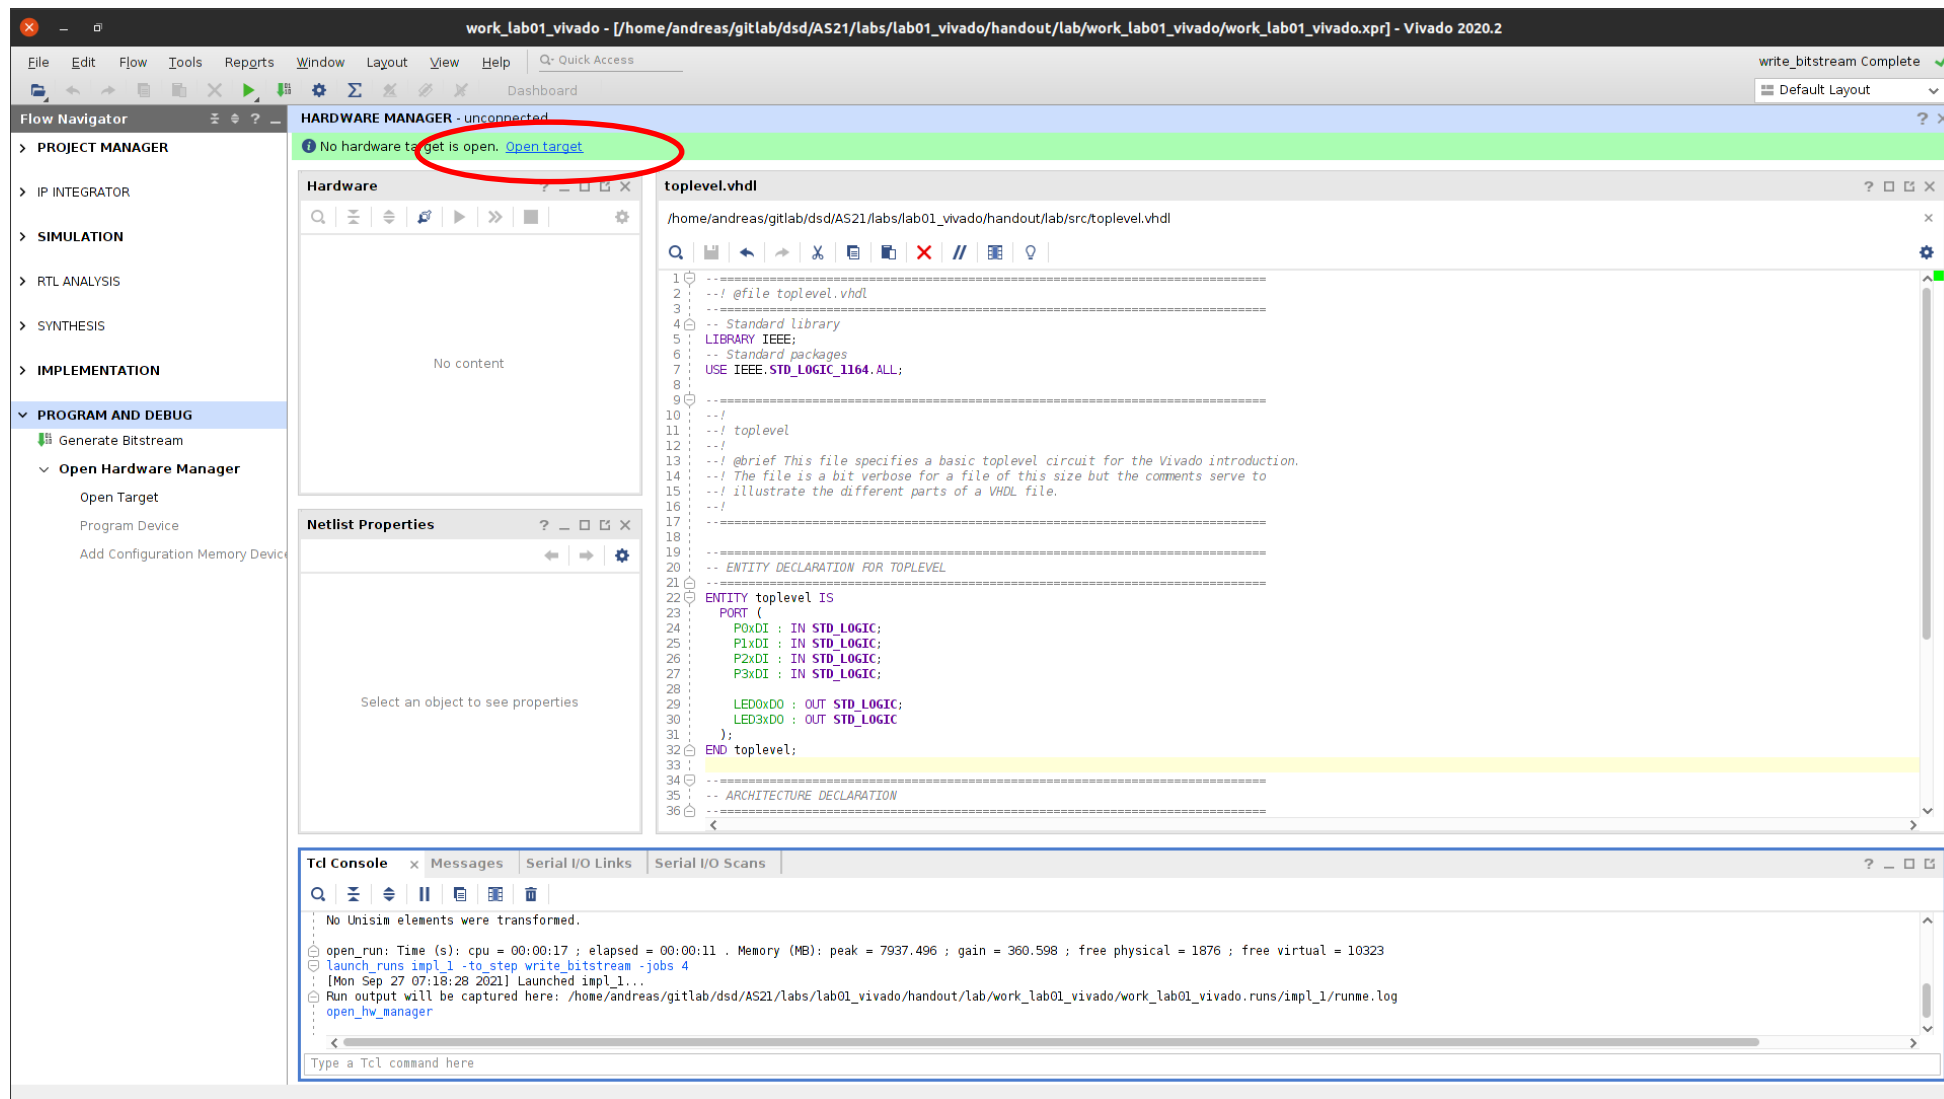 work_lab01_vivado - [/home/andreas/gitlab/dsd/AS21/labs/lab01_vivado/handout/lab/work_lab01_vivado/work_lab01_vivado.xpr] - Vivado 2020.2
File Edit Flow Tools Reports Window Layout View Help Quick Access
write_bitstream Complete
Dashboard
Default Layout
Flow Navigator
HARDWARE MANAGER - unconnected
No hardware target is open. Open target
PROJECT MANAGER
IP INTEGRATOR
SIMULATION
RTL ANALYSIS
SYNTHESIS
IMPLEMENTATION
PROGRAM AND DEBUG
Generate Bitstream
Open Hardware Manager
Open Target
Program Device
Add Configuration Memory Device
Hardware
No content
Netlist Properties
Select an object to see properties
toplevel.vhdl
/home/andreas/gitlab/dsd/AS21/labs/lab01_vivado/handout/lab/src/toplevel.vhdl
1 --=============================================================================
2 --! @file toplevel.vhdl
3 --=============================================================================
4 -- Standard library
5 LIBRARY IEEE;
6 -- Standard packages
7 USE IEEE.STD_LOGIC_1164.ALL;
8
9 --=============================================================================
10 --!
11 --! toplevel
12 --!
13 --! @brief This file specifies a basic toplevel circuit for the Vivado introduction.
14 --! The file is a bit verbose for a file of this size but the comments serve to
15 --! illustrate the different parts of a VHDL file.
16 --!
17 --=============================================================================
18
19 --=============================================================================
20 -- ENTITY DECLARATION FOR TOPLEVEL
21 --=============================================================================
22 ENTITY toplevel IS
23 PORT (
24 P0xDI : IN STD_LOGIC;
25 P1xDI : IN STD_LOGIC;
26 P2xDI : IN STD_LOGIC;
27 P3xDI : IN STD_LOGIC;
28
29 LED0xDO : OUT STD_LOGIC;
30 LED3xDO : OUT STD_LOGIC
31 );
32 END toplevel;
33
34 --=============================================================================
35 -- ARCHITECTURE DECLARATION
36 --=============================================================================
Tcl Console Messages Serial I/O Links Serial I/O Scans
No Unisim elements were transformed.
open_run: Time (s): cpu = 00:00:17 ; elapsed = 00:00:11 . Memory (MB): peak = 7937.496 ; gain = 360.598 ; free physical = 1876 ; free virtual = 10323
launch_runs impl_1 -to_step write_bitstream -jobs 4
[Mon Sep 27 07:18:28 2021] Launched impl_1...
Run output will be captured here: /home/andreas/gitlab/dsd/AS21/labs/lab01_vivado/handout/lab/work_lab01_vivado/work_lab01_vivado.runs/impl_1/runme.log
open_hw_manager
Type a Tcl command here